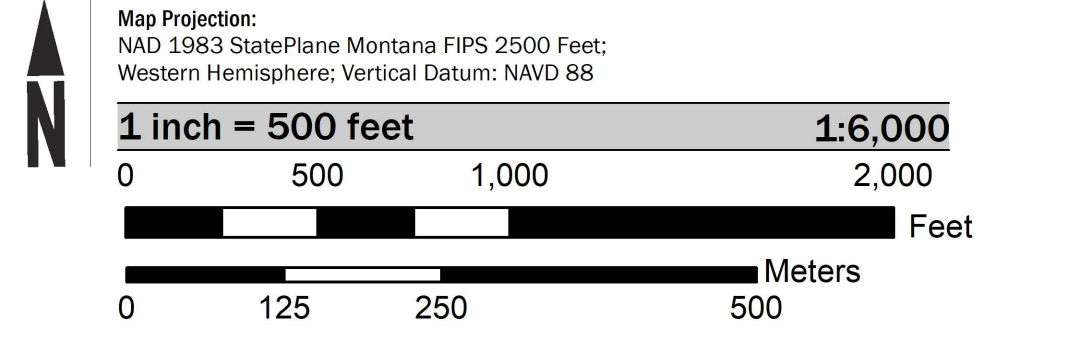 N
Map Projection:
NAD 1983 StatePlane Montana FIPS 2500 Feet;
Western Hemisphere; Vertical Datum: NAVD 88
1 inch = 500 feet 1:6,000
0 500 1,000 2,000
Feet
Meters
0 125 250 500